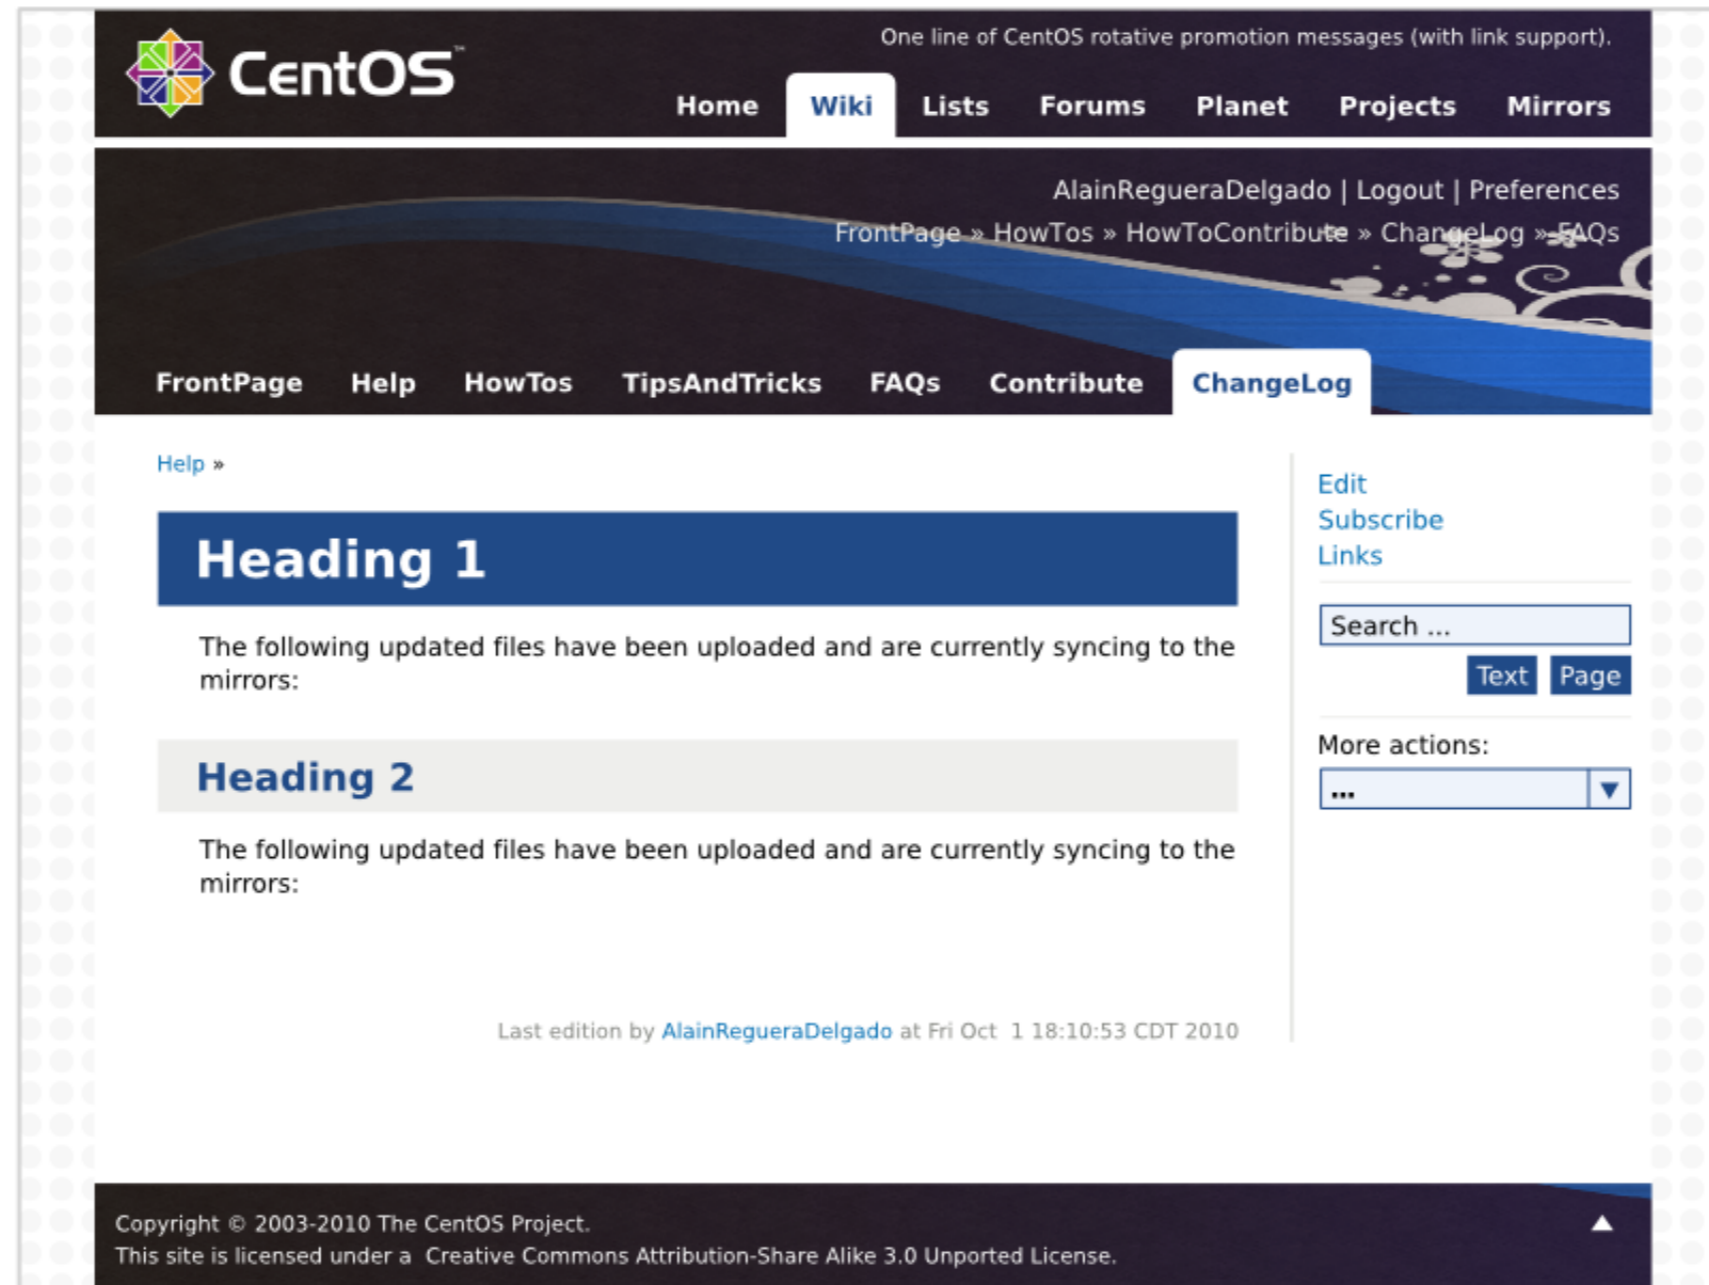 CentOS™
One line of CentOS rotative promotion messages (with link support).
Home Wiki Lists Forums Planet Projects Mirrors
AlainRegueraDelgado | Logout | Preferences
FrontPage » HowTos » HowToContribute » ChangeLog » FAQs
FrontPage Help HowTos TipsAndTricks FAQs Contribute ChangeLog
Help »
Heading 1
The following updated files have been uploaded and are currently syncing to the
mirrors:
Heading 2
The following updated files have been uploaded and are currently syncing to the
mirrors:
Last edition by AlainRegueraDelgado at Fri Oct  1 18:10:53 CDT 2010
Edit
Subscribe
Links
Search ...
Text Page
More actions:
...
Copyright © 2003-2010 The CentOS Project.
This site is licensed under a  Creative Commons Attribution-Share Alike 3.0 Unported License.